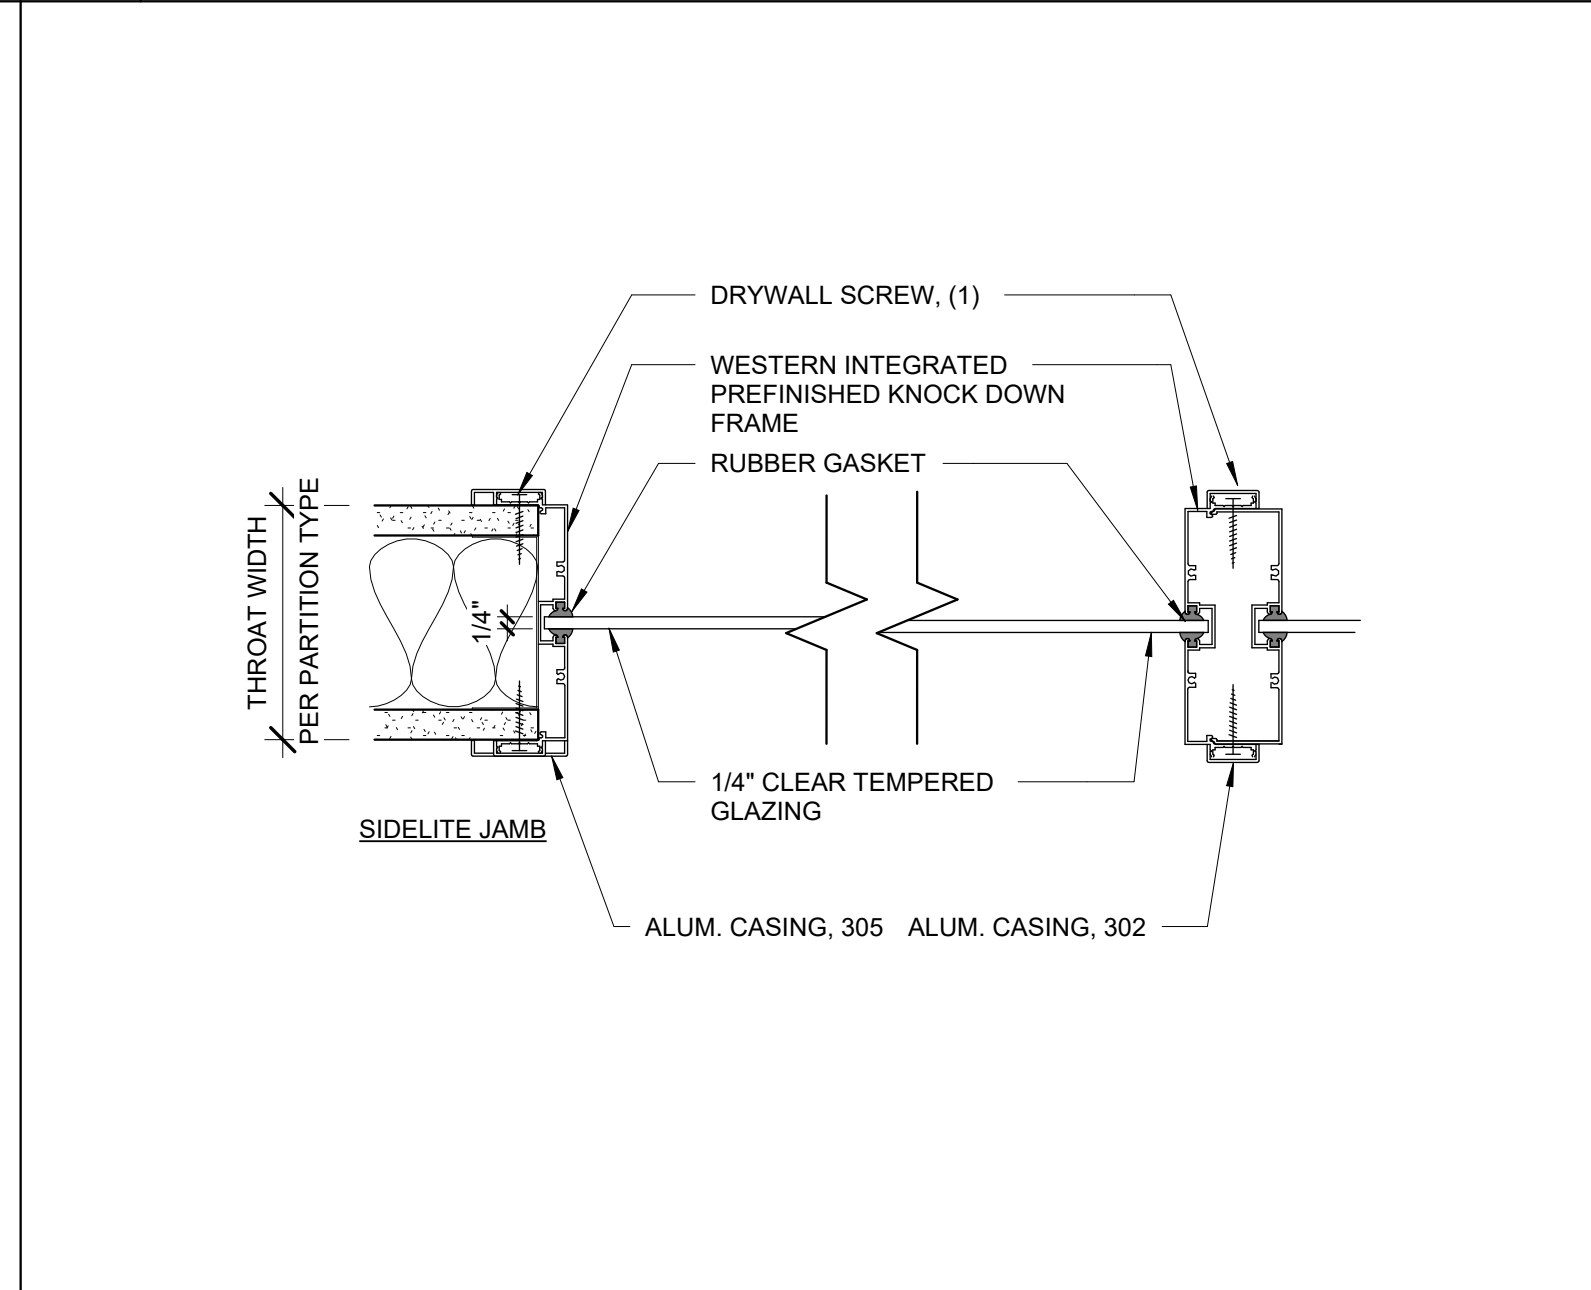 DRYWALL SCREW, (1)
WESTERN INTEGRATED
PREFINISHED KNOCK DOWN
FRAME
RUBBER GASKET
THROAT WIDTH
PER PARTITION TYPE
1/4"
1/4" CLEAR TEMPERED
GLAZING
SIDELITE JAMB
ALUM. CASING, 305
ALUM. CASING, 302